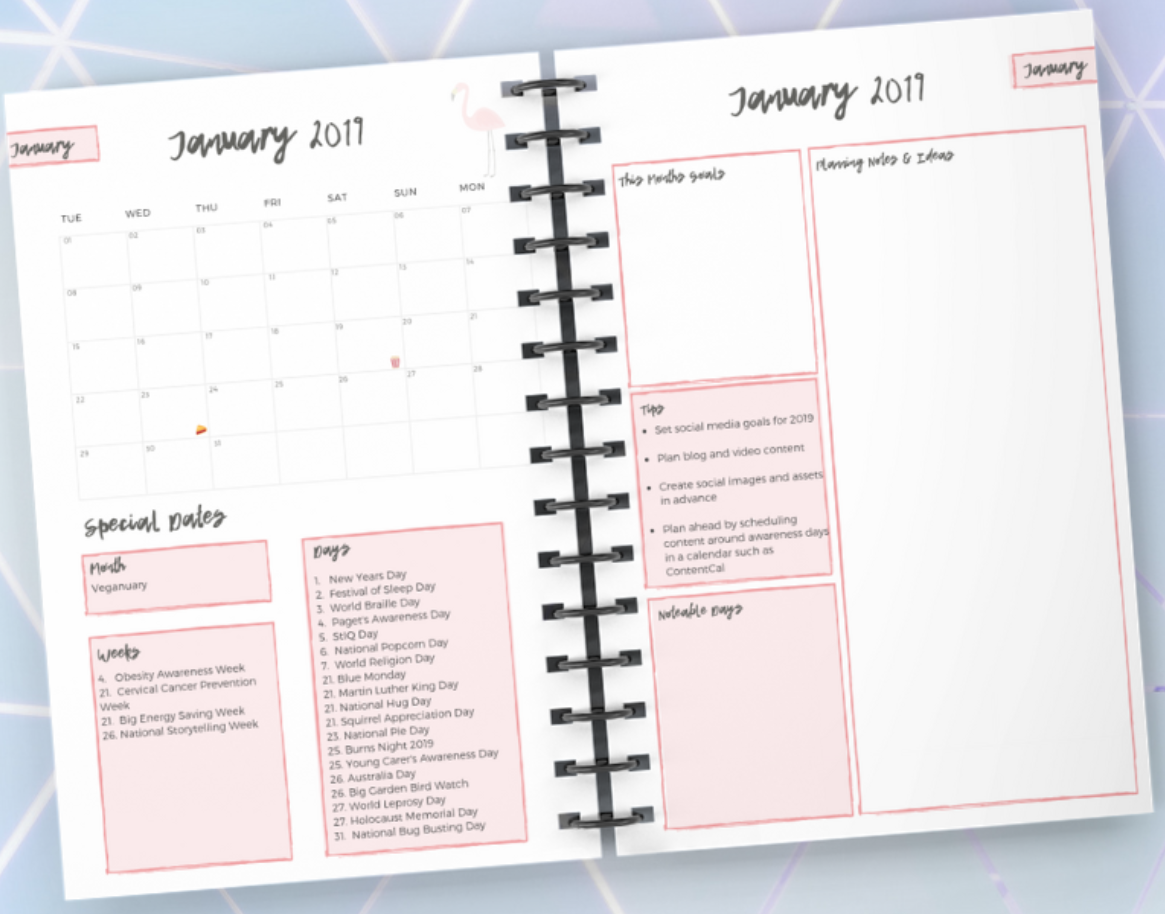 January
January 2019
TUE WED THU FRI SAT SUN MON
01 02 03 04 05 06 07
08 09 10 11 12 13 14
15 16 17 18 19 20 21
22 23 24 25 26 27 28
29 30 31
Special Dates
Month
Veganuary
Weeks
4. Obesity Awareness Week
21. Cervical Cancer Prevention
Week
21. Big Energy Saving Week
26. National Storytelling Week
Days
1. New Years Day
2. Festival of Sleep Day
3. World Braille Day
4. Paget's Awareness Day
5. StiQ Day
6. National Popcorn Day
7. World Religion Day
21. Blue Monday
21. Martin Luther King Day
21. National Hug Day
21. Squirrel Appreciation Day
23. National Pie Day
25. Burns Night 2019
25. Young Carer's Awareness Day
26. Australia Day
26. Big Garden Bird Watch
27. World Leprosy Day
27. Holocaust Memorial Day
31. National Bug Busting Day
January 2019
January
This Months Goals
Planning Notes & Ideas
Tips
• Set social media goals for 2019
• Plan blog and video content
• Create social images and assets
in advance
• Plan ahead by scheduling
content around awareness days
in a calendar such as
ContentCal
Noteable Days